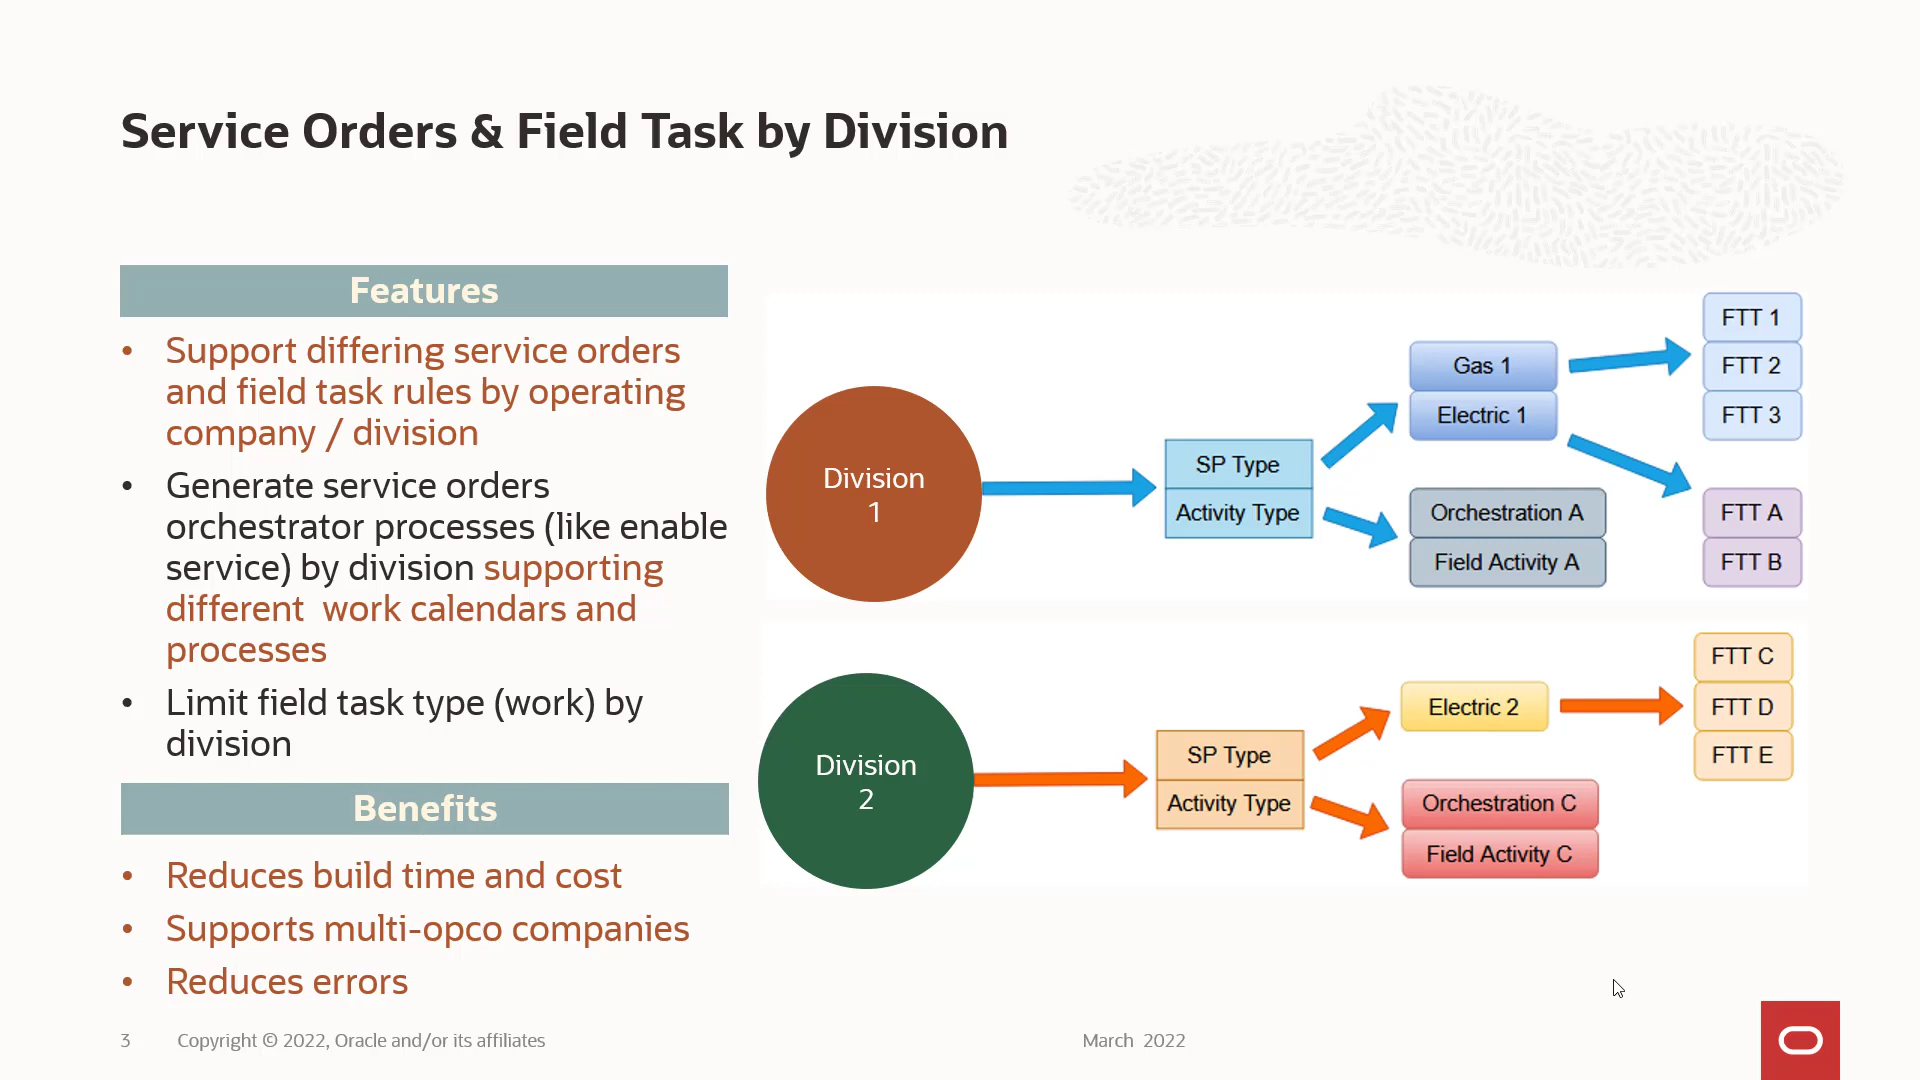 Service Orders & Field Task by Division
Features
• Support differing service orders
and field task rules by operating
company / division
• Generate service orders
orchestrator processes (like enable
service) by division supporting
different  work calendars and
processes
• Limit field task type (work) by
division
Benefits
• Reduces build time and cost
• Supports multi-opco companies
• Reduces errors
Division
1
SP Type
Activity Type
Gas 1
Electric 1
Orchestration A
Field Activity A
FTT 1
FTT 2
FTT 3
FTT A
FTT B
Division
2
SP Type
Activity Type
Electric 2
Orchestration C
Field Activity C
FTT C
FTT D
FTT E
3
Copyright © 2022, Oracle and/or its affiliates
March  2022